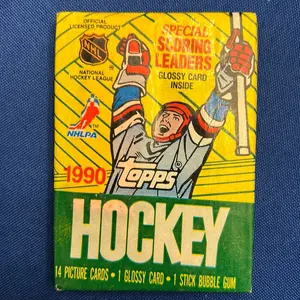 OFFICIAL
LICENSED PRODUCT
NHL
NATIONAL
HOCKEY LEAGUE
NHLPA
TM
SPECIAL
SCORING
LEADERS
GLOSSY CARD
INSIDE
1990
topps
HOCKEY
14 PICTURE CARDS • 1 GLOSSY CARD • 1 STICK BUBBLE GUM